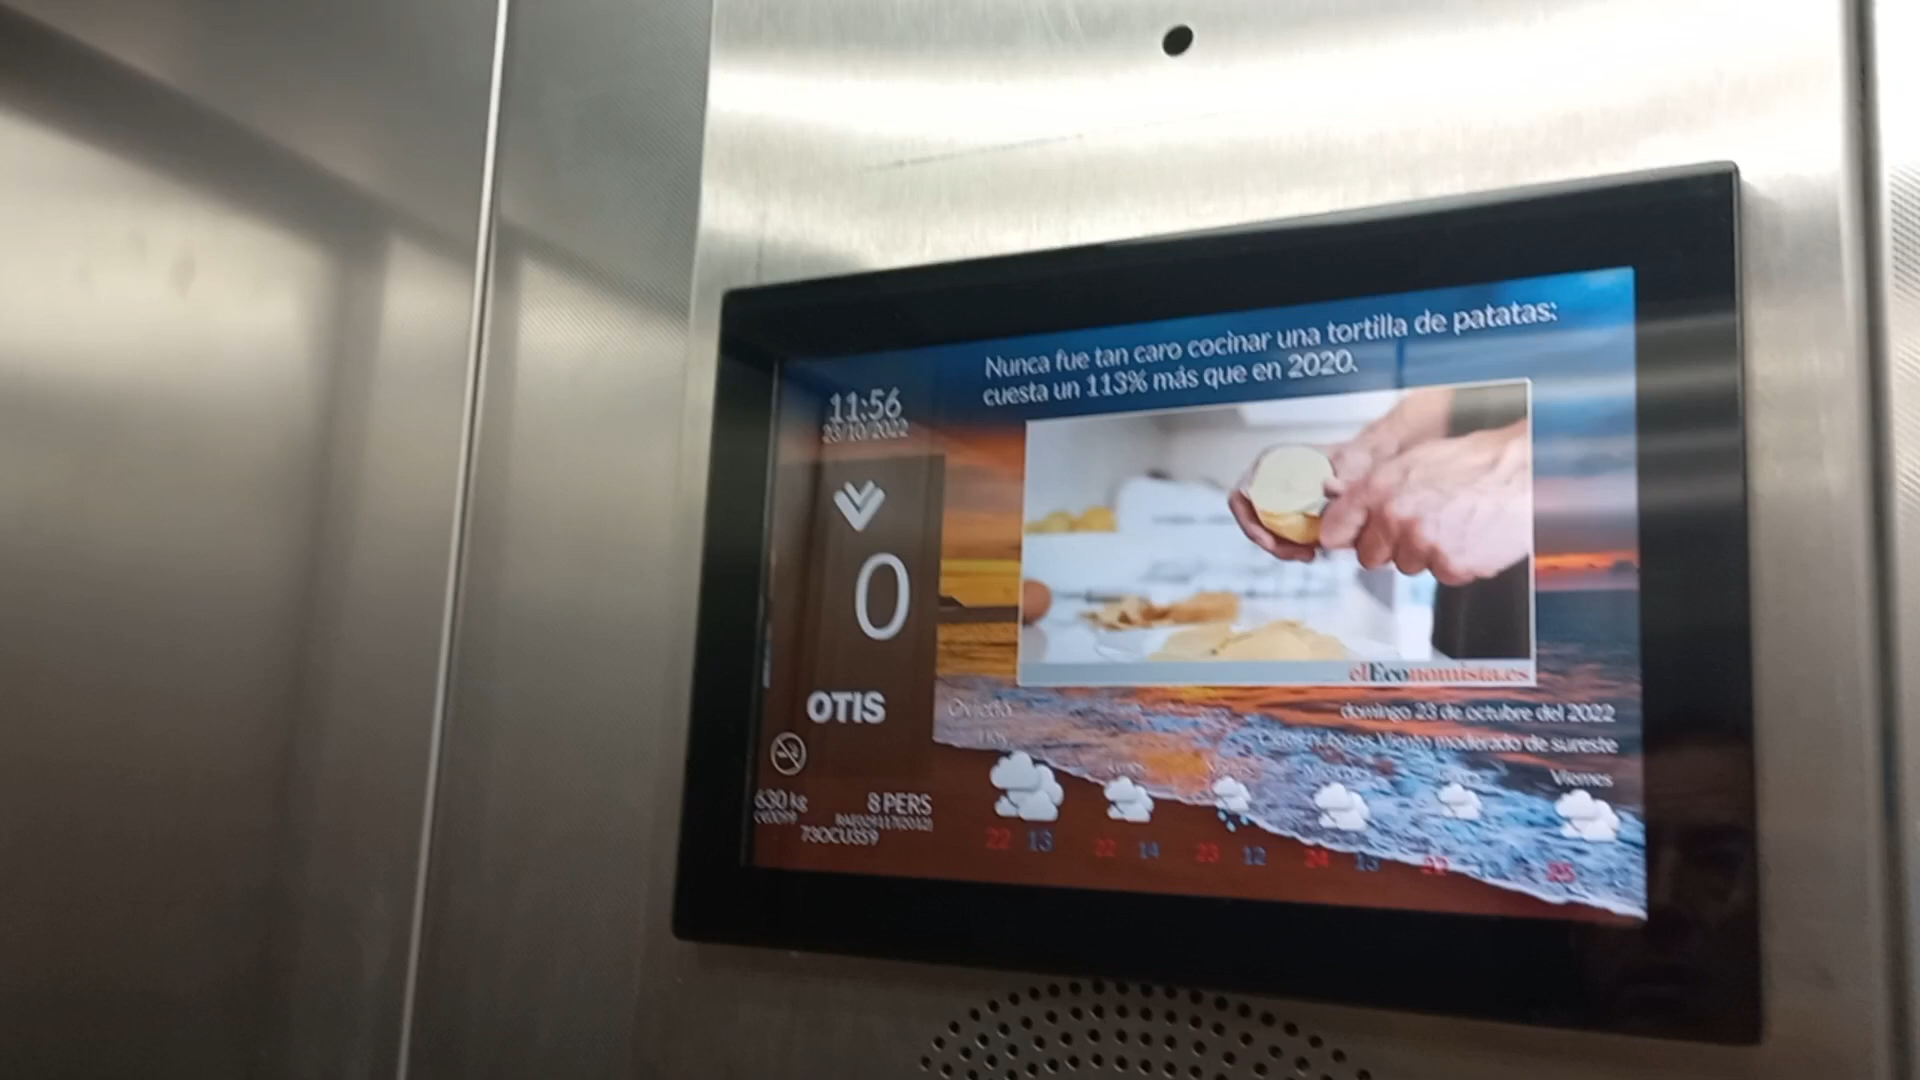 Nunca fue tan caro cocinar una tortilla de patatas:
cuesta un 113% más que en 2020.
11:56
23/10/2022
0
OTIS
630 kg
8 PERS
elEconomista.es
Oviedo
domingo 23 de octubre del 2022
Hoy
nubosos Viento moderado de sureste
Viernes
22 13
22 14
23 12
24
22
25